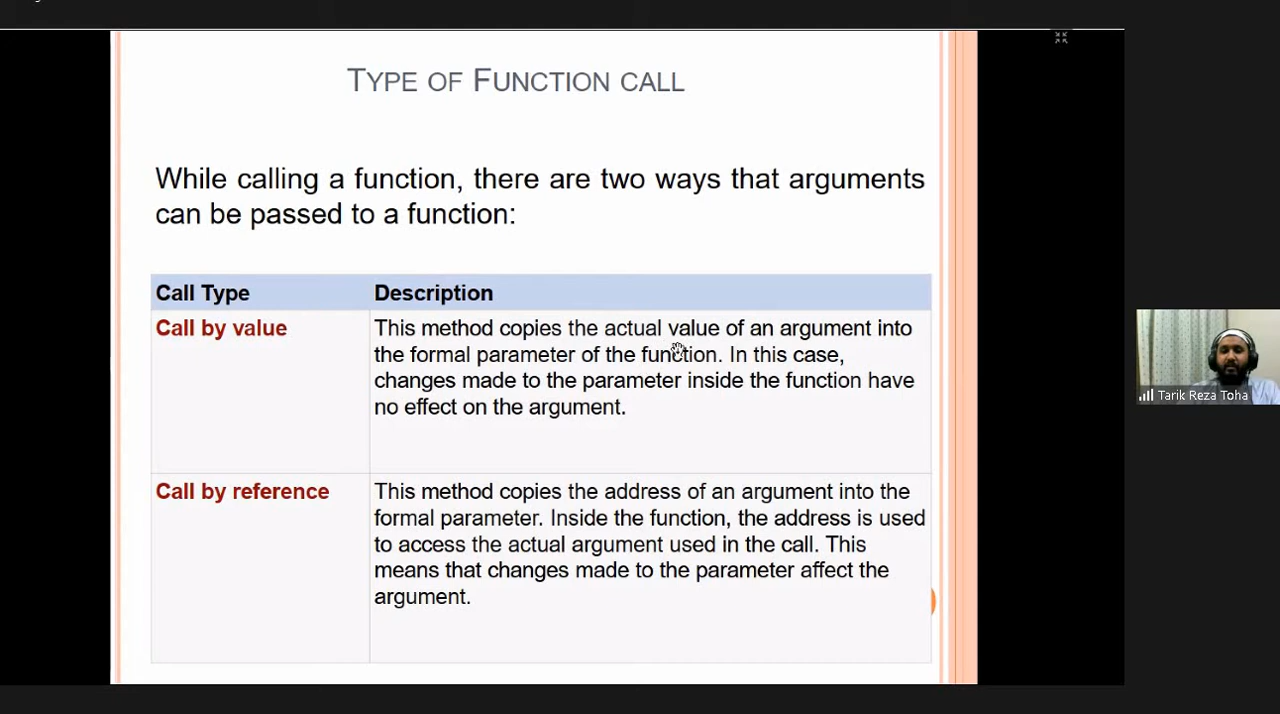 TYPE OF FUNCTION CALL
While calling a function, there are two ways that arguments
can be passed to a function:
Call Type Description
Call by value This method copies the actual value of an argument into
the formal parameter of the function. In this case,
changes made to the parameter inside the function have
no effect on the argument.
Call by reference This method copies the address of an argument into the
formal parameter. Inside the function, the address is used
to access the actual argument used in the call. This
means that changes made to the parameter affect the
argument.
Tarik Reza Toha